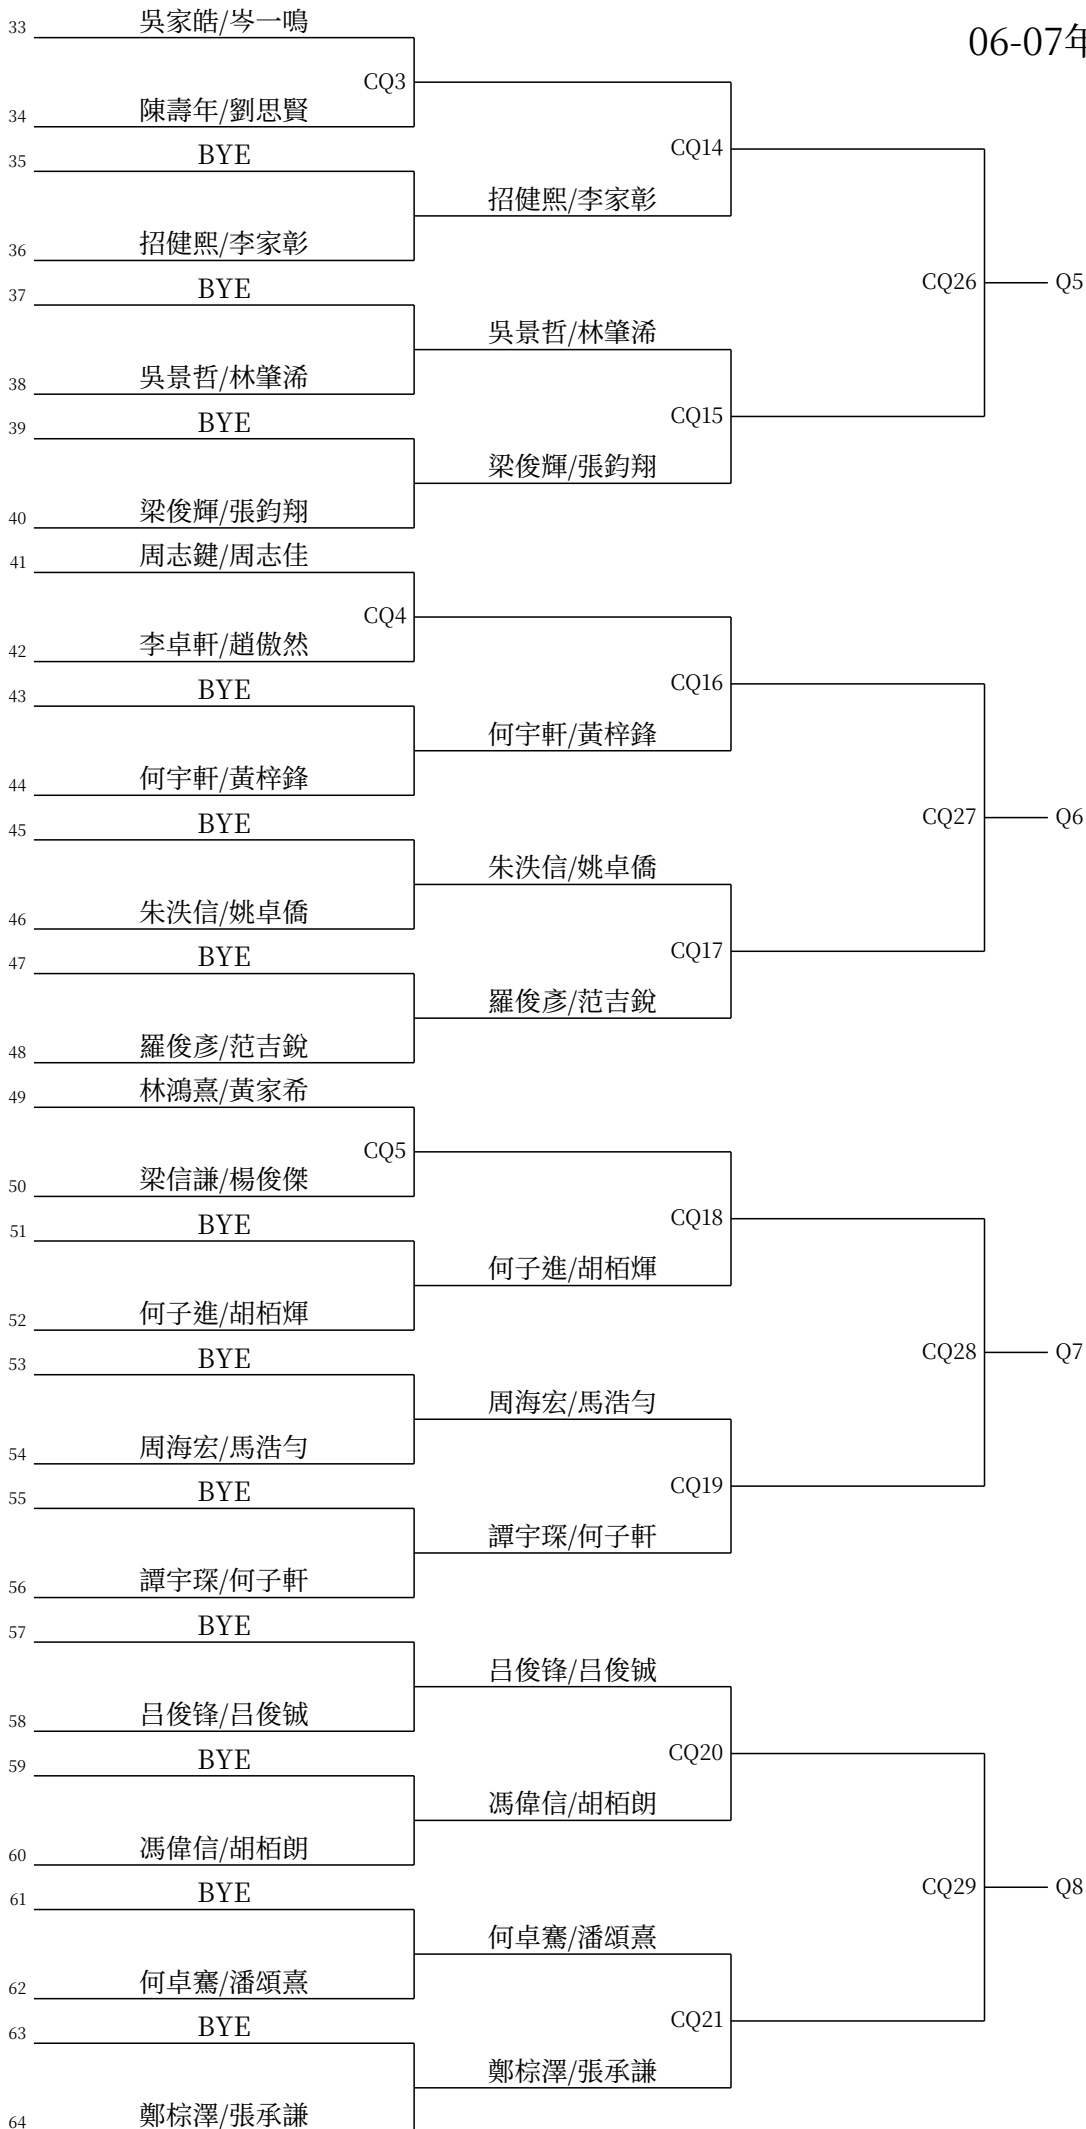 33 吳家皓/岑一鳴
06-07年
CQ3
34 陳壽年/劉思賢
35 BYE
CQ14
招健熙/李家彰
36 招健熙/李家彰
37 BYE
CQ26 Q5
吳景哲/林肇浠
38 吳景哲/林肇浠
39 BYE
CQ15
梁俊輝/張鈞翔
40 梁俊輝/張鈞翔
41 周志鍵/周志佳
CQ4
42 李卓軒/趙傲然
43 BYE
CQ16
何宇軒/黃梓鋒
44 何宇軒/黃梓鋒
45 BYE
CQ27 Q6
朱泆信/姚卓僑
46 朱泆信/姚卓僑
47 BYE
CQ17
羅俊彥/范吉銳
48 羅俊彥/范吉銳
49 林鴻熹/黃家希
CQ5
50 梁信謙/楊俊傑
51 BYE
CQ18
何子進/胡栢煇
52 何子進/胡栢煇
53 BYE
CQ28 Q7
周海宏/馬浩勻
54 周海宏/馬浩勻
55 BYE
CQ19
譚宇琛/何子軒
56 譚宇琛/何子軒
57 BYE
呂俊锋/呂俊铖
58 呂俊锋/呂俊铖
59 BYE
CQ20
馮偉信/胡栢朗
60 馮偉信/胡栢朗
61 BYE
CQ29 Q8
何卓騫/潘頌熹
62 何卓騫/潘頌熹
63 BYE
CQ21
鄭棕澤/張承謙
64 鄭棕澤/張承謙